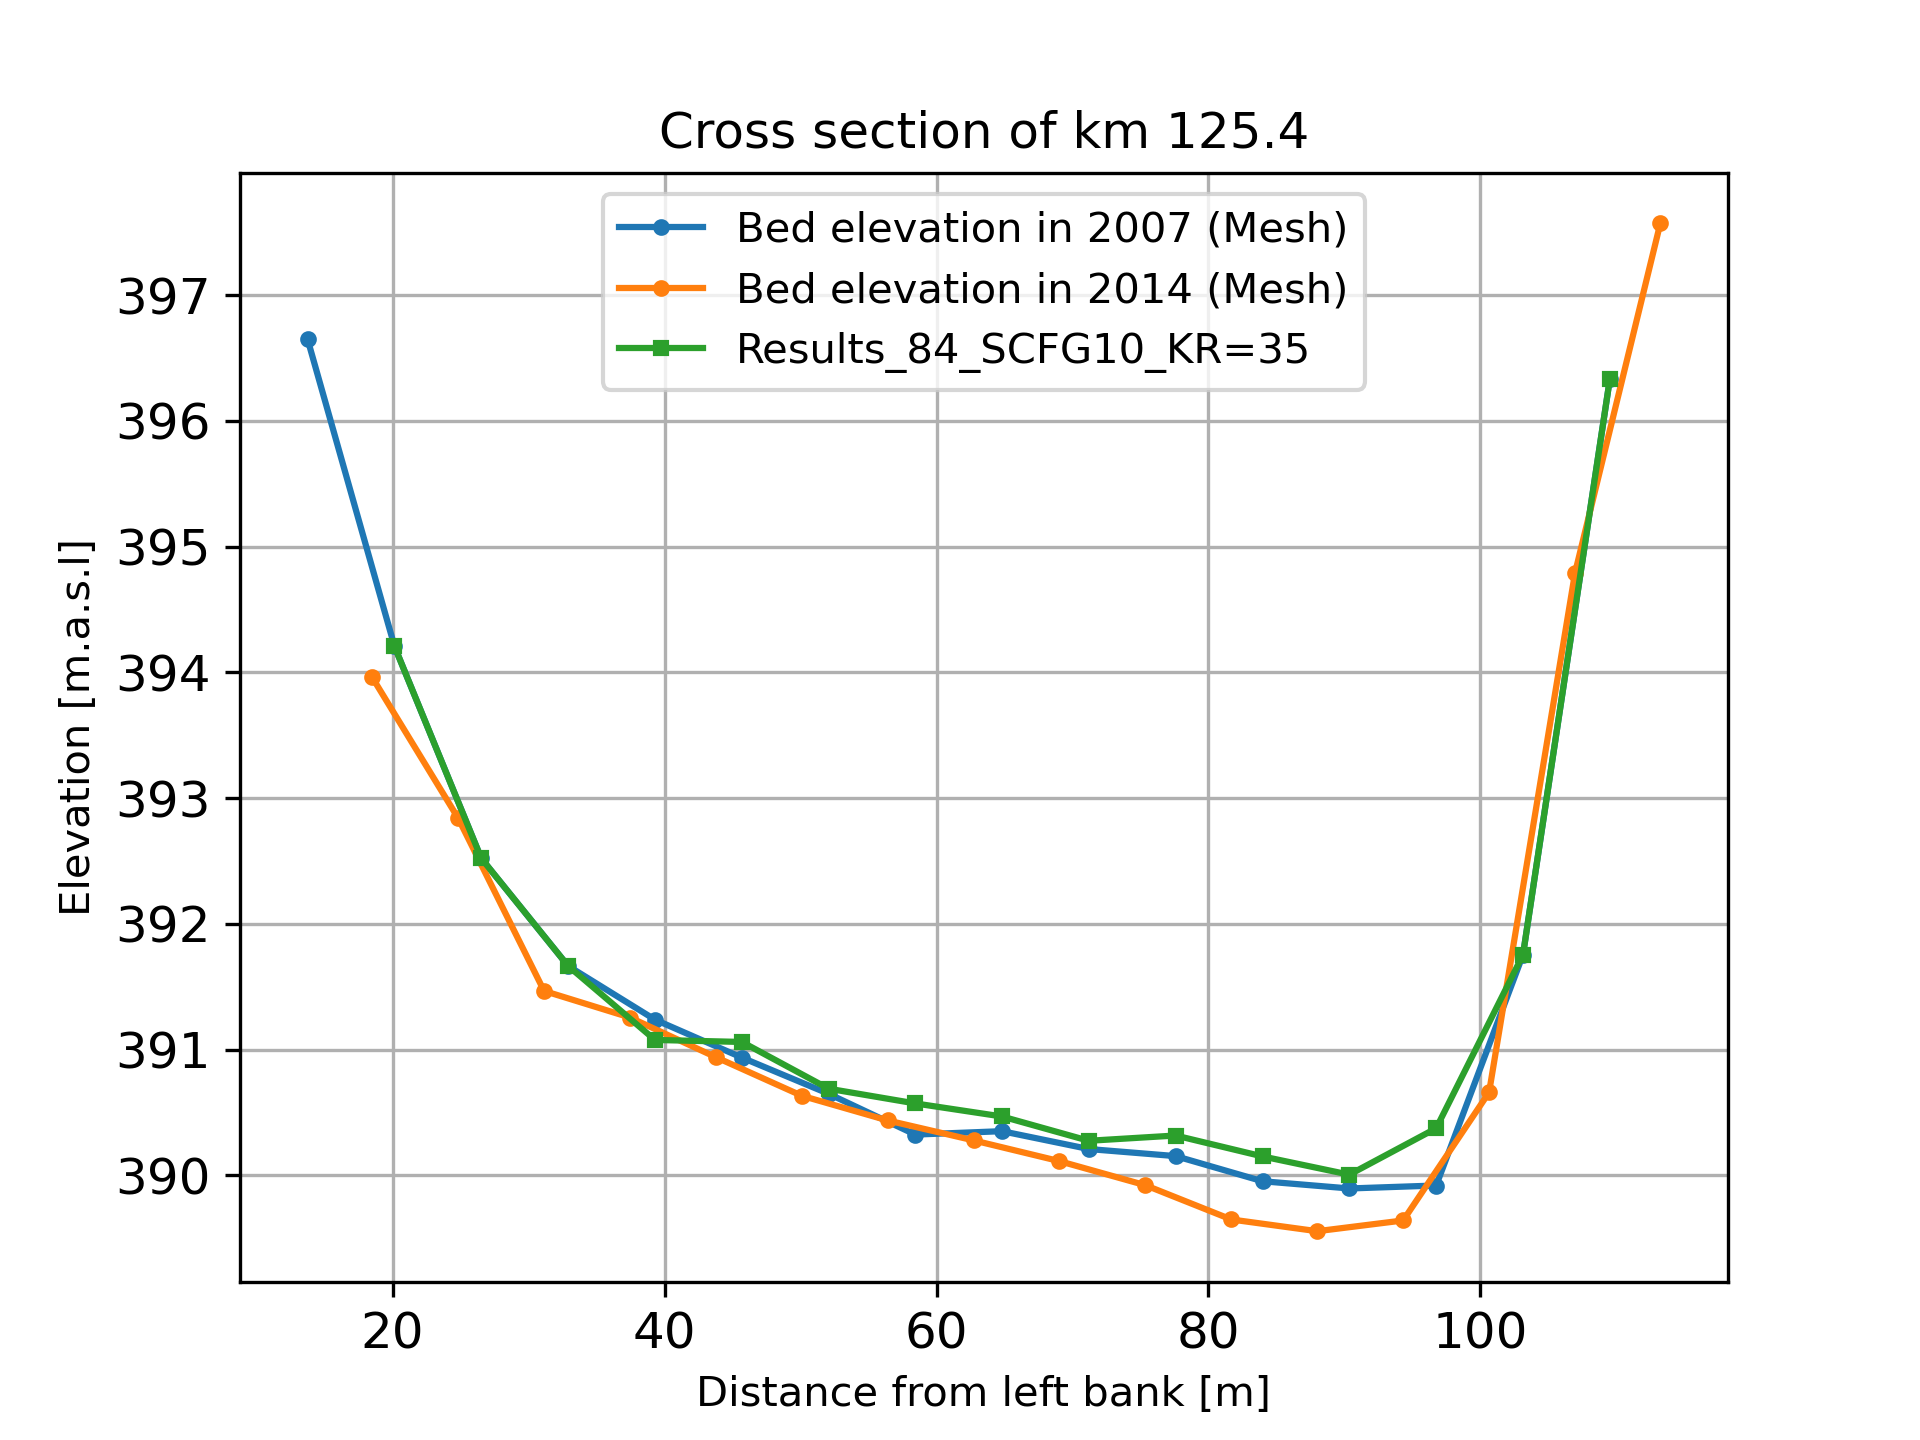 Cross section of km 125.4
Bed elevation in 2007 (Mesh)
Bed elevation in 2014 (Mesh)
Results_84_SCFG10_KR=35
397
396
395
394
393
392
391
390
Elevation [m.a.s.l]
20 40 60 80 100
Distance from left bank [m]